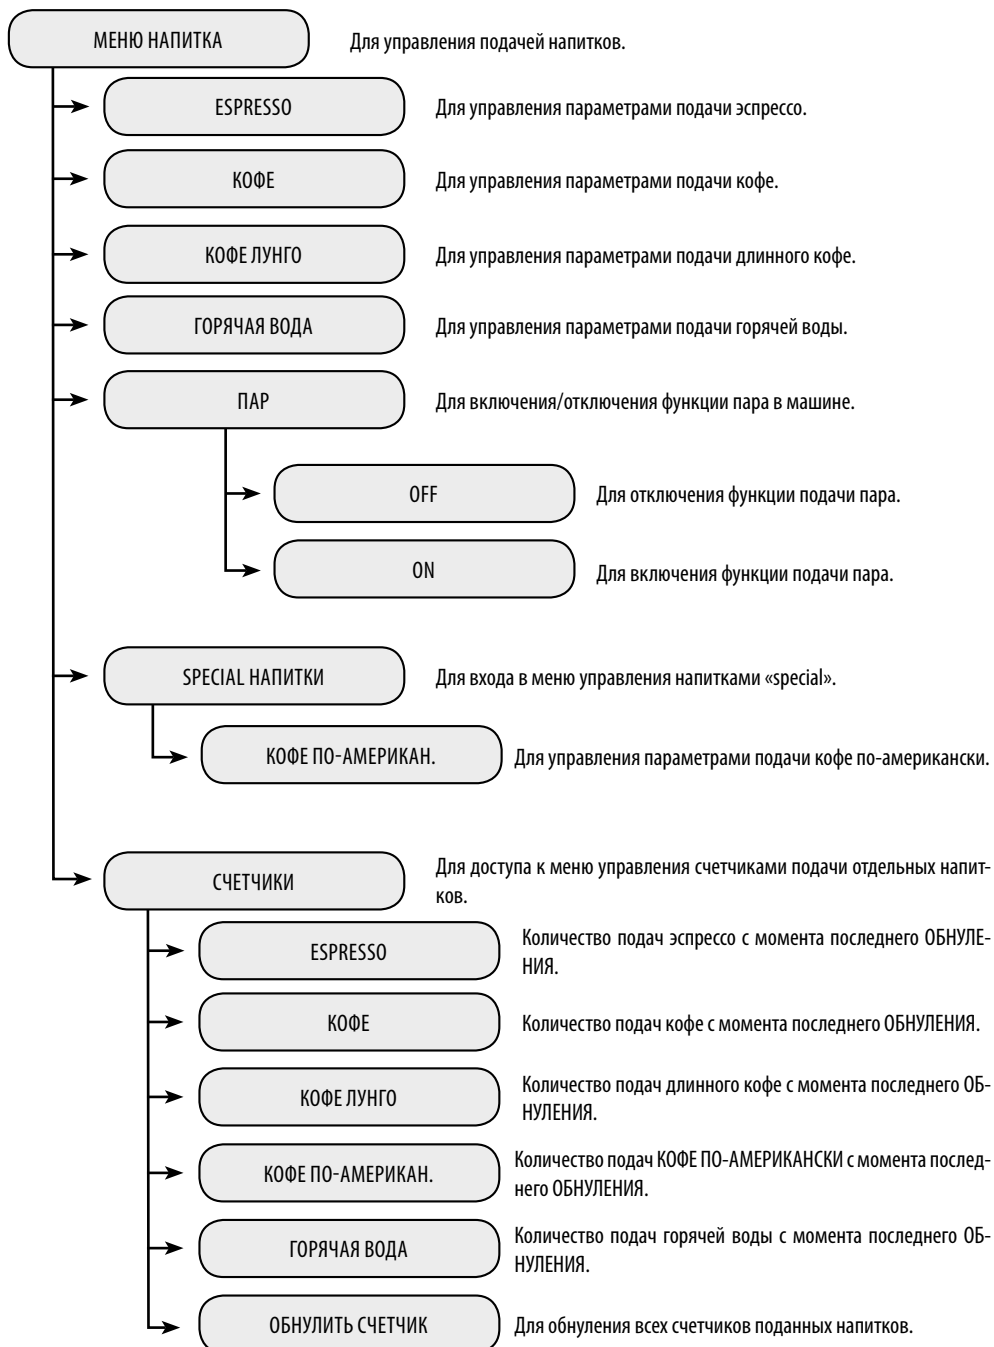 МЕНЮ НАПИТКА
Для управления подачей напитков.
ESPRESSO
Для управления параметрами подачи эспрессо.
КОФЕ
Для управления параметрами подачи кофе.
КОФЕ ЛУНГО
Для управления параметрами подачи длинного кофе.
ГОРЯЧАЯ ВОДА
Для управления параметрами подачи горячей воды.
ПАР
Для включения/отключения функции пара в машине.
OFF
Для отключения функции подачи пара.
ON
Для включения функции подачи пара.
SPECIAL НАПИТКИ
Для входа в меню управления напитками «special».
КОФЕ ПО-АМЕРИКАН.
Для управления параметрами подачи кофе по-американски.
СЧЕТЧИКИ
Для доступа к меню управления счетчиками подачи отдельных напит-
ков.
ESPRESSO
Количество подач эспрессо с момента последнего ОБНУЛЕ-
НИЯ.
КОФЕ
Количество подач кофе с момента последнего ОБНУЛЕНИЯ.
КОФЕ ЛУНГО
Количество подач длинного кофе с момента последнего ОБ-
НУЛЕНИЯ.
КОФЕ ПО-АМЕРИКАН.
Количество подач КОФЕ ПО-АМЕРИКАНСКИ с момента послед-
него ОБНУЛЕНИЯ.
ГОРЯЧАЯ ВОДА
Количество подач горячей воды с момента последнего ОБ-
НУЛЕНИЯ.
ОБНУЛИТЬ СЧЕТЧИК
Для обнуления всех счетчиков поданных напитков.